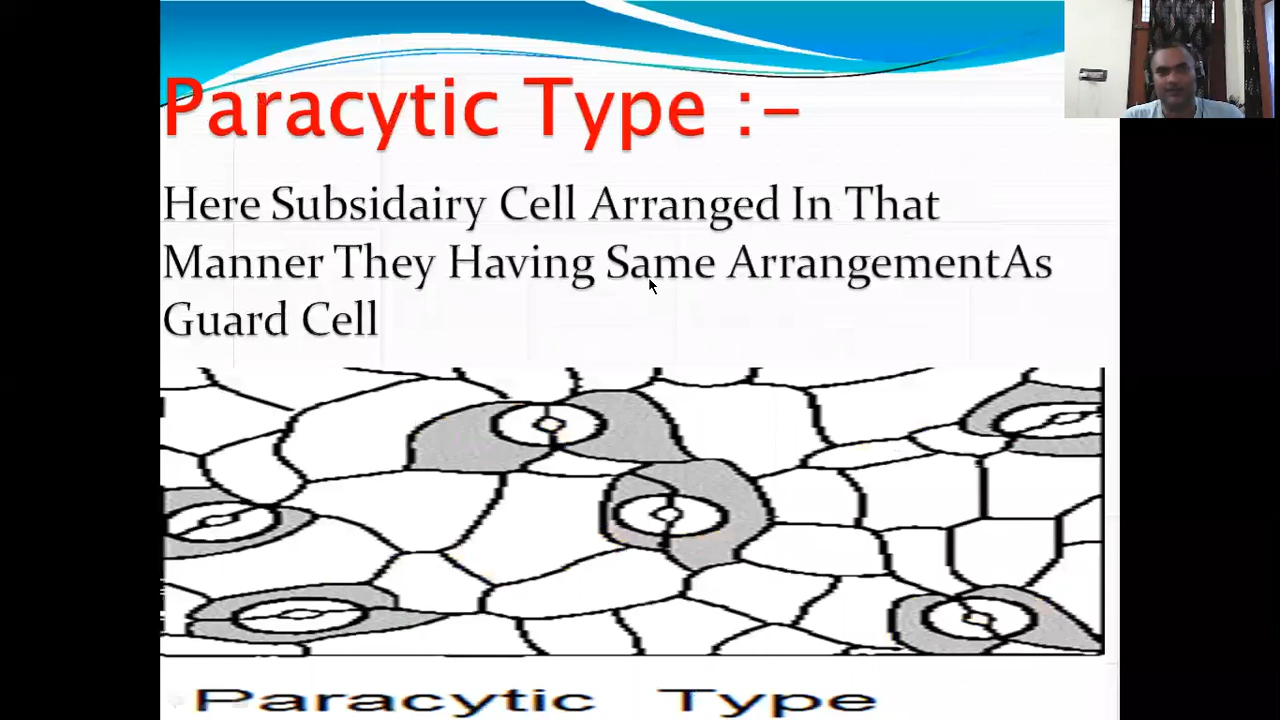 Paracytic Type :-
Here Subsidairy Cell Arranged In That
Manner They Having Same ArrangementAs
Guard Cell
Paracytic Type